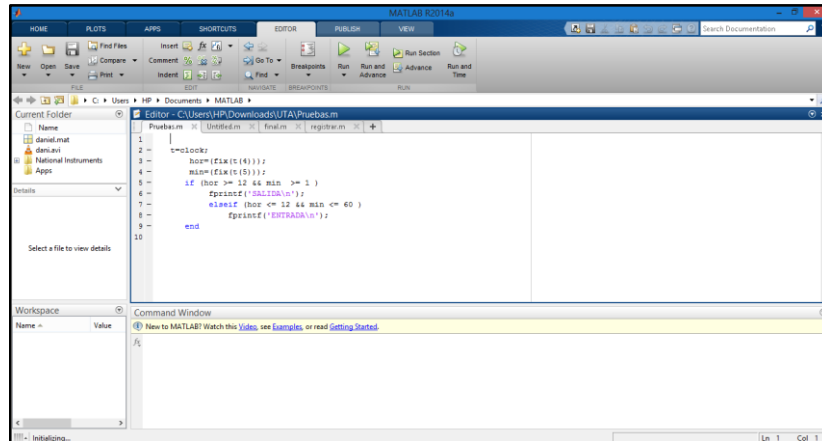 MATLAB R2014a
HOME PLOTS APPS SHORTCUTS EDITOR PUBLISH VIEW Search Documentation
Find Files Insert fx Run Section
Compare Comment % Go To Advance
New Open Save Print Indent Find Breakpoints Run Run and Advance Run and Time
FILE EDIT NAVIGATE BREAKPOINTS RUN
C: Users HP Documents MATLAB
Current Folder
Name
daniel.mat
dani.avi
National Instruments
Apps
Details
Select a file to view details
Workspace
Name Value
Editor - C:\Users\HP\Downloads\UTA\Pruebas.m
Pruebas.m Untitled.m final.m registrar.m +
1
2 - t=clock;
3 - hor=(fix(t(4)));
4 - min=(fix(t(5)));
5 - if (hor >= 12 && min >= 1 )
6 - fprintf('SALIDA\n');
7 - elseif (hor <= 12 && min <= 60 )
8 - fprintf('ENTRADA\n');
9 - end
10
Command Window
New to MATLAB? Watch this Video, see Examples, or read Getting Started.
fx
Initializing... Ln 1 Col 1